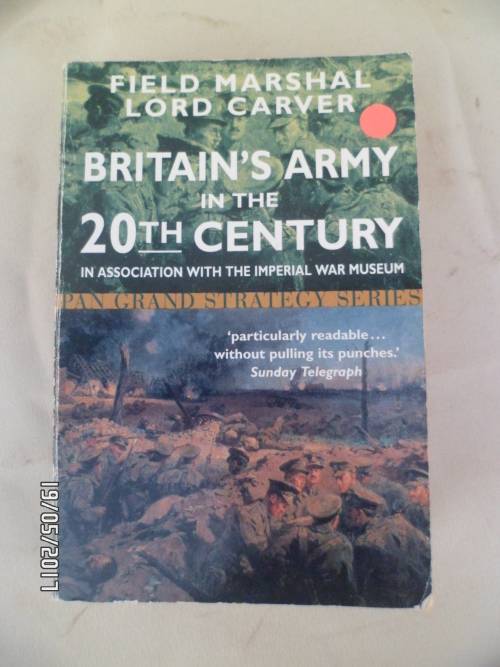 FIELD MARSHAL
LORD CARVER
BRITAIN'S ARMY
IN THE
20TH CENTURY
IN ASSOCIATION WITH THE IMPERIAL WAR MUSEUM
PAN GRAND STRATEGY SERIES
'particularly readable...
without pulling its punches.'
Sunday Telegraph
19/05/2017